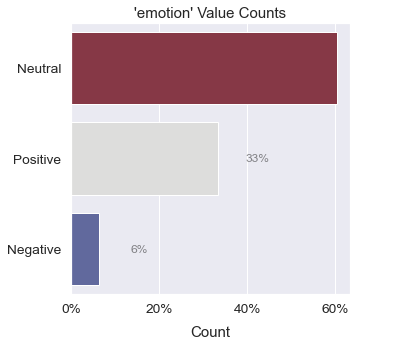 'emotion' Value Counts
Neutral
Positive
33%
Negative
6%
0% 20% 40% 60%
Count